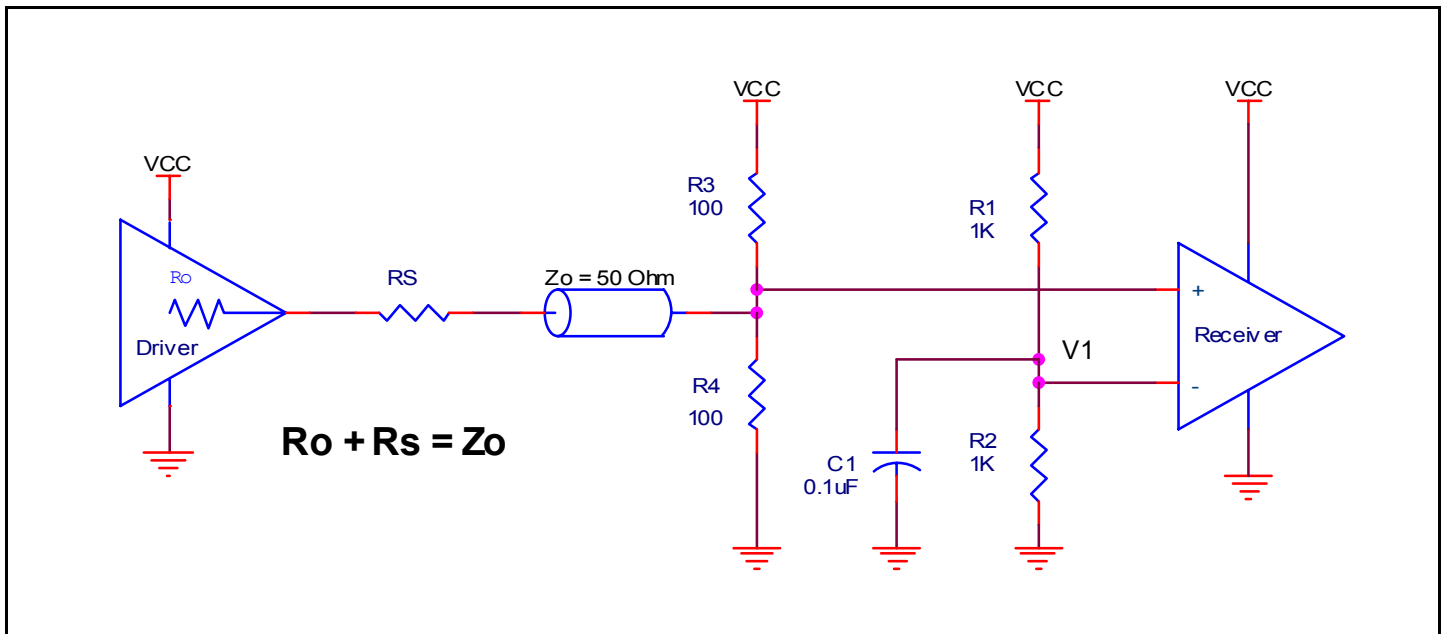 VCC
VCC
VCC
VCC
R3
100
R1
1K
Ro
RS
Zo = 50 Ohm
+
Driver
Receiver
V1
-
R4
100
Ro + Rs = Zo
R2
1K
C1
0.1uF